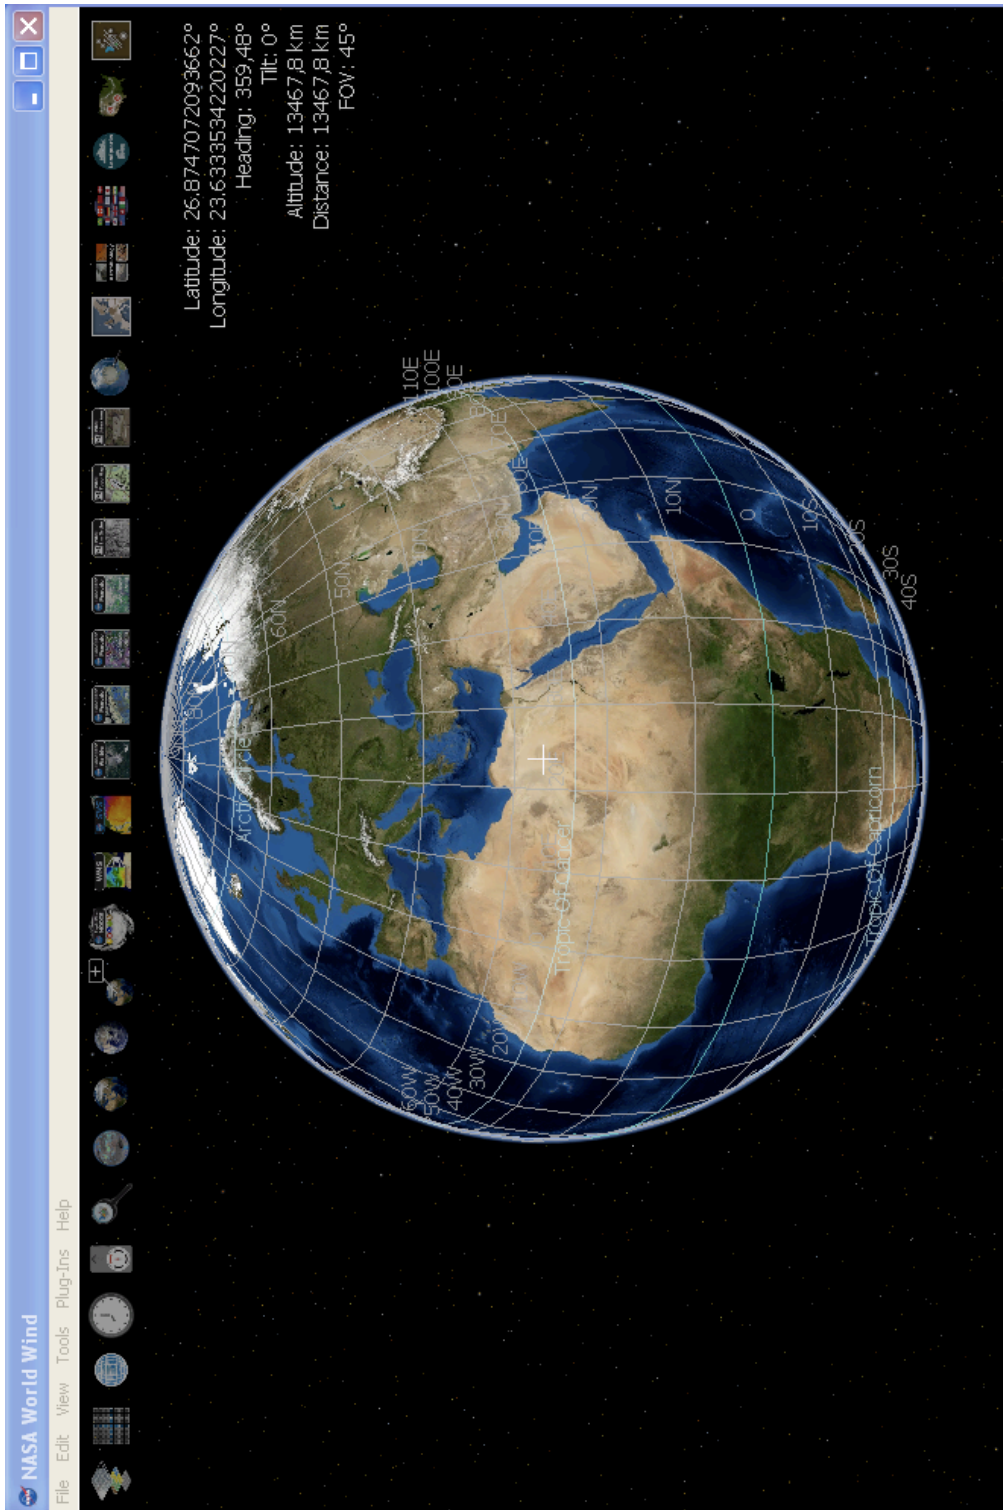 NASA World Wind
File Edit View Tools Plug-Ins Help
Latitude: 26.8747072093662°
Longitude: 23.6333534220227°
Heading: 359,48°
Tilt: 0°
Altitude: 13467,8 km
Distance: 13467,8 km
FOV: 45°
80N
Arctic Circle
60N
50N
110E
100E
60W
50W
40W
30W
20W
10N
Tropic Of Cancer
0
10S
30S
40S
Tropic Of Capricorn